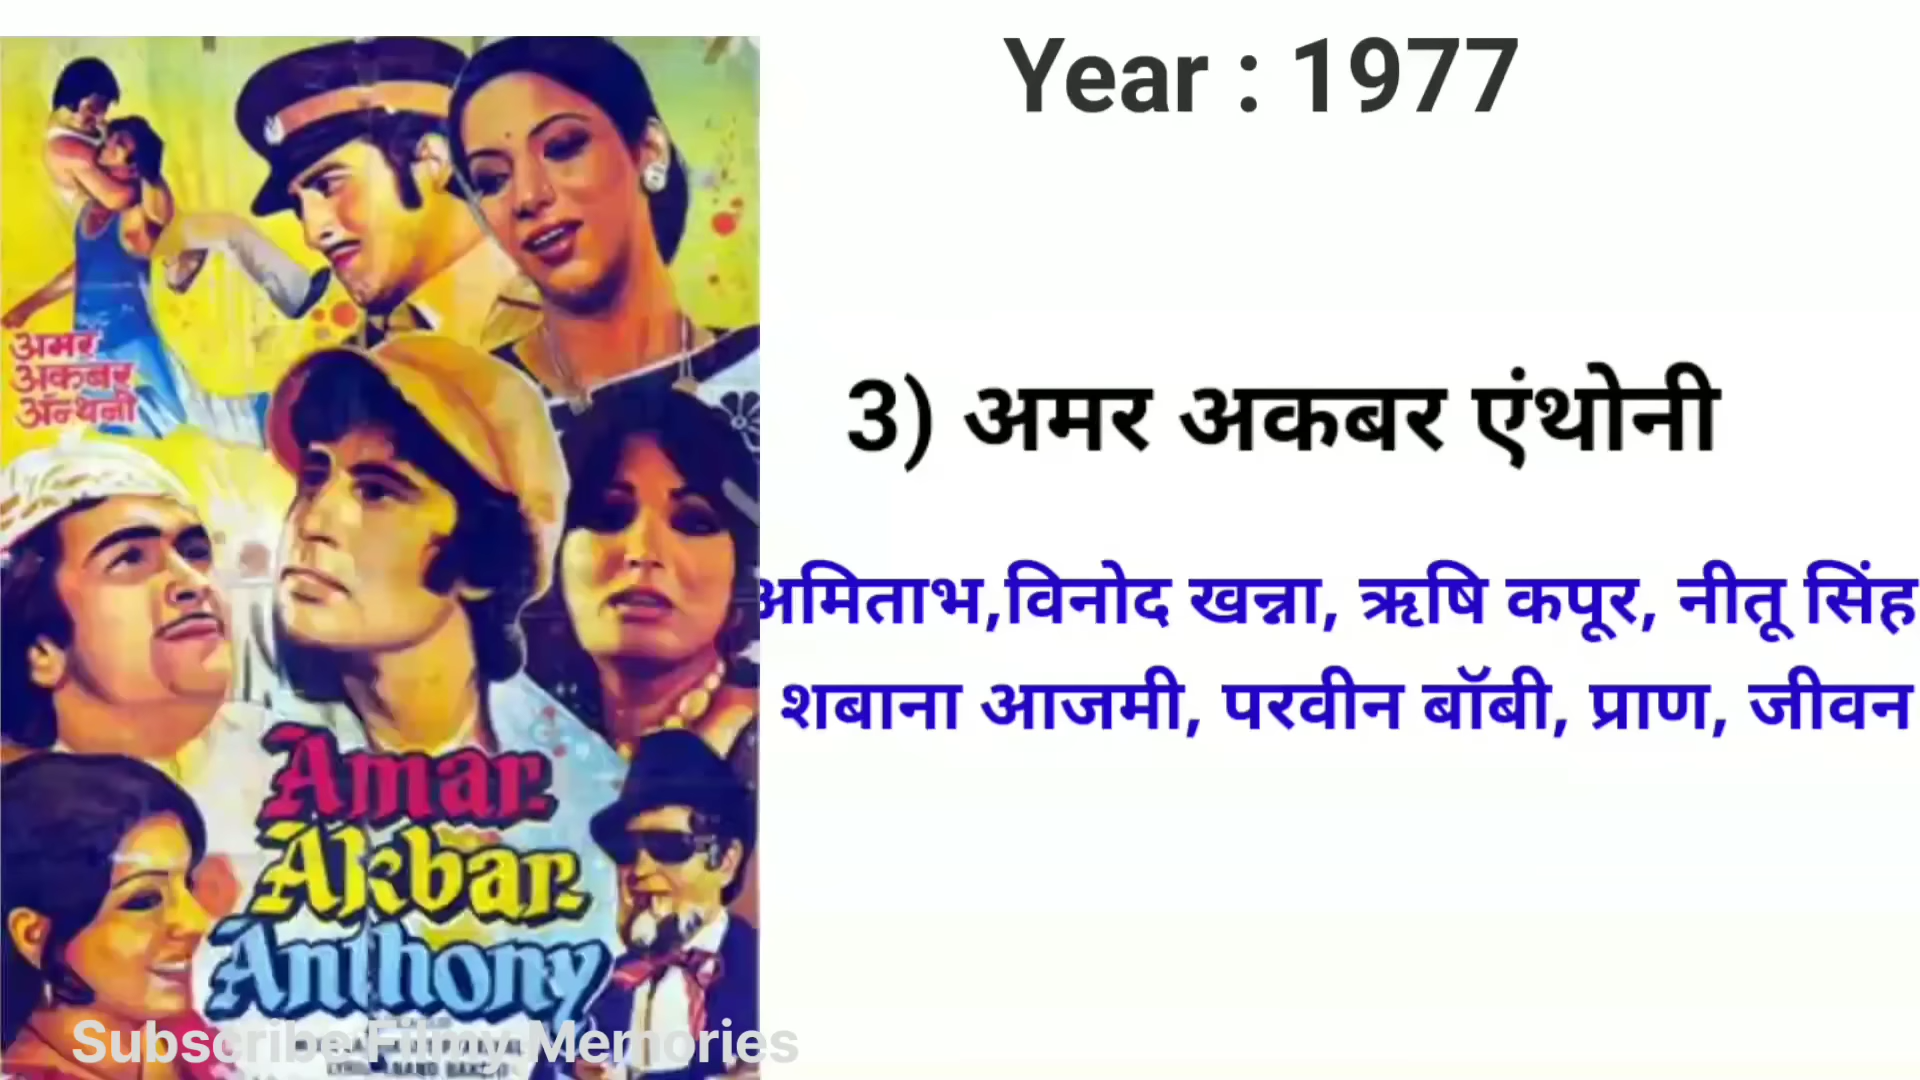 Year : 1977
अमर
अकबर
अ‍ॅन्थनी
3) अमर अकबर एंथोनी
अमिताभ,विनोद खन्ना, ऋषि कपूर, नीतू सिंह
शबाना आजमी, परवीन बॉबी, प्राण, जीवन
Amar
Akbar
Anthony
Subscribe Filmy Memories